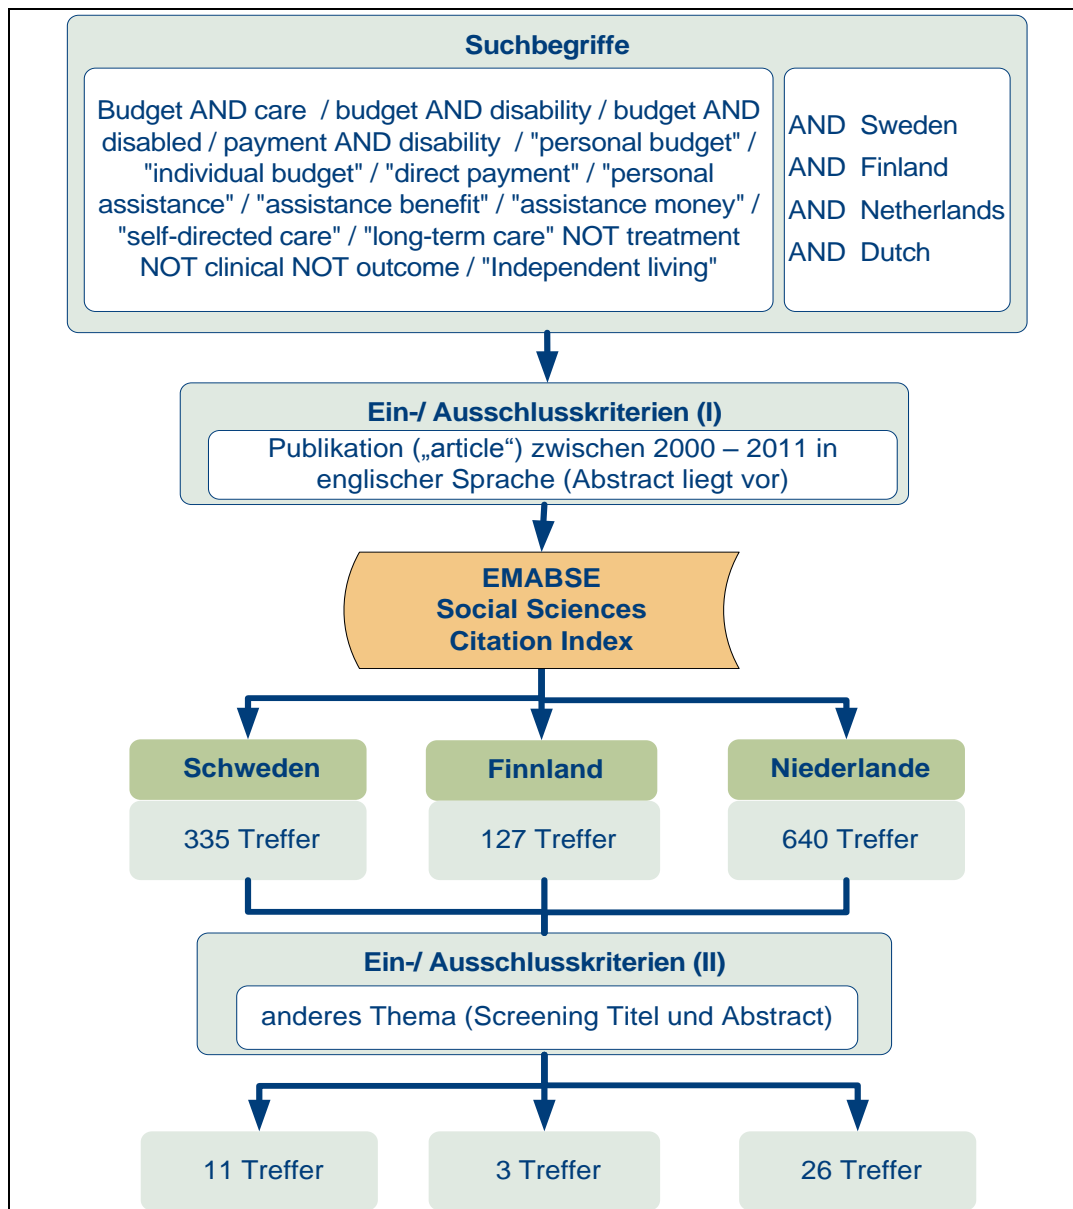 Suchbegriffe
Budget AND care / budget AND disability / budget AND
disabled / payment AND disability / "personal budget" /
"individual budget" / "direct payment" / "personal
assistance" / "assistance benefit" / "assistance money" /
"self-directed care" / "long-term care" NOT treatment
NOT clinical NOT outcome / "Independent living"
AND Sweden
AND Finland
AND Netherlands
AND Dutch
Ein-/ Ausschlusskriterien (I)
Publikation („article“) zwischen 2000 – 2011 in
englischer Sprache (Abstract liegt vor)
EMABSE
Social Sciences
Citation Index
Schweden
Finnland
Niederlande
335 Treffer
127 Treffer
640 Treffer
Ein-/ Ausschlusskriterien (II)
anderes Thema (Screening Titel und Abstract)
11 Treffer
3 Treffer
26 Treffer